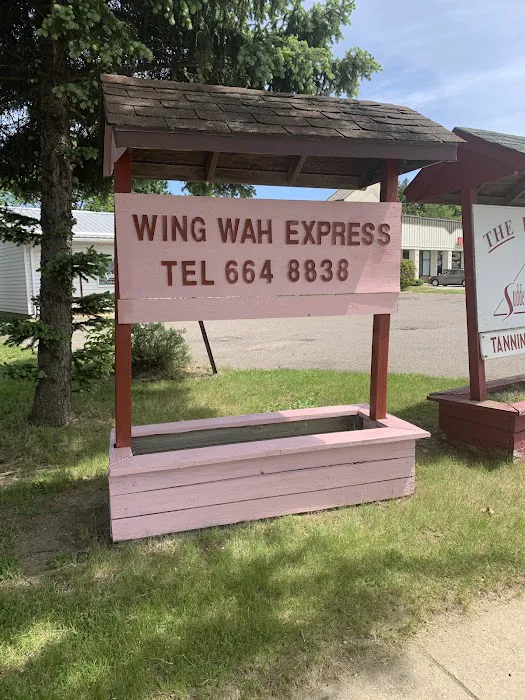 WING WAH EXPRESS
TEL 664 8838
THE
TANNIN